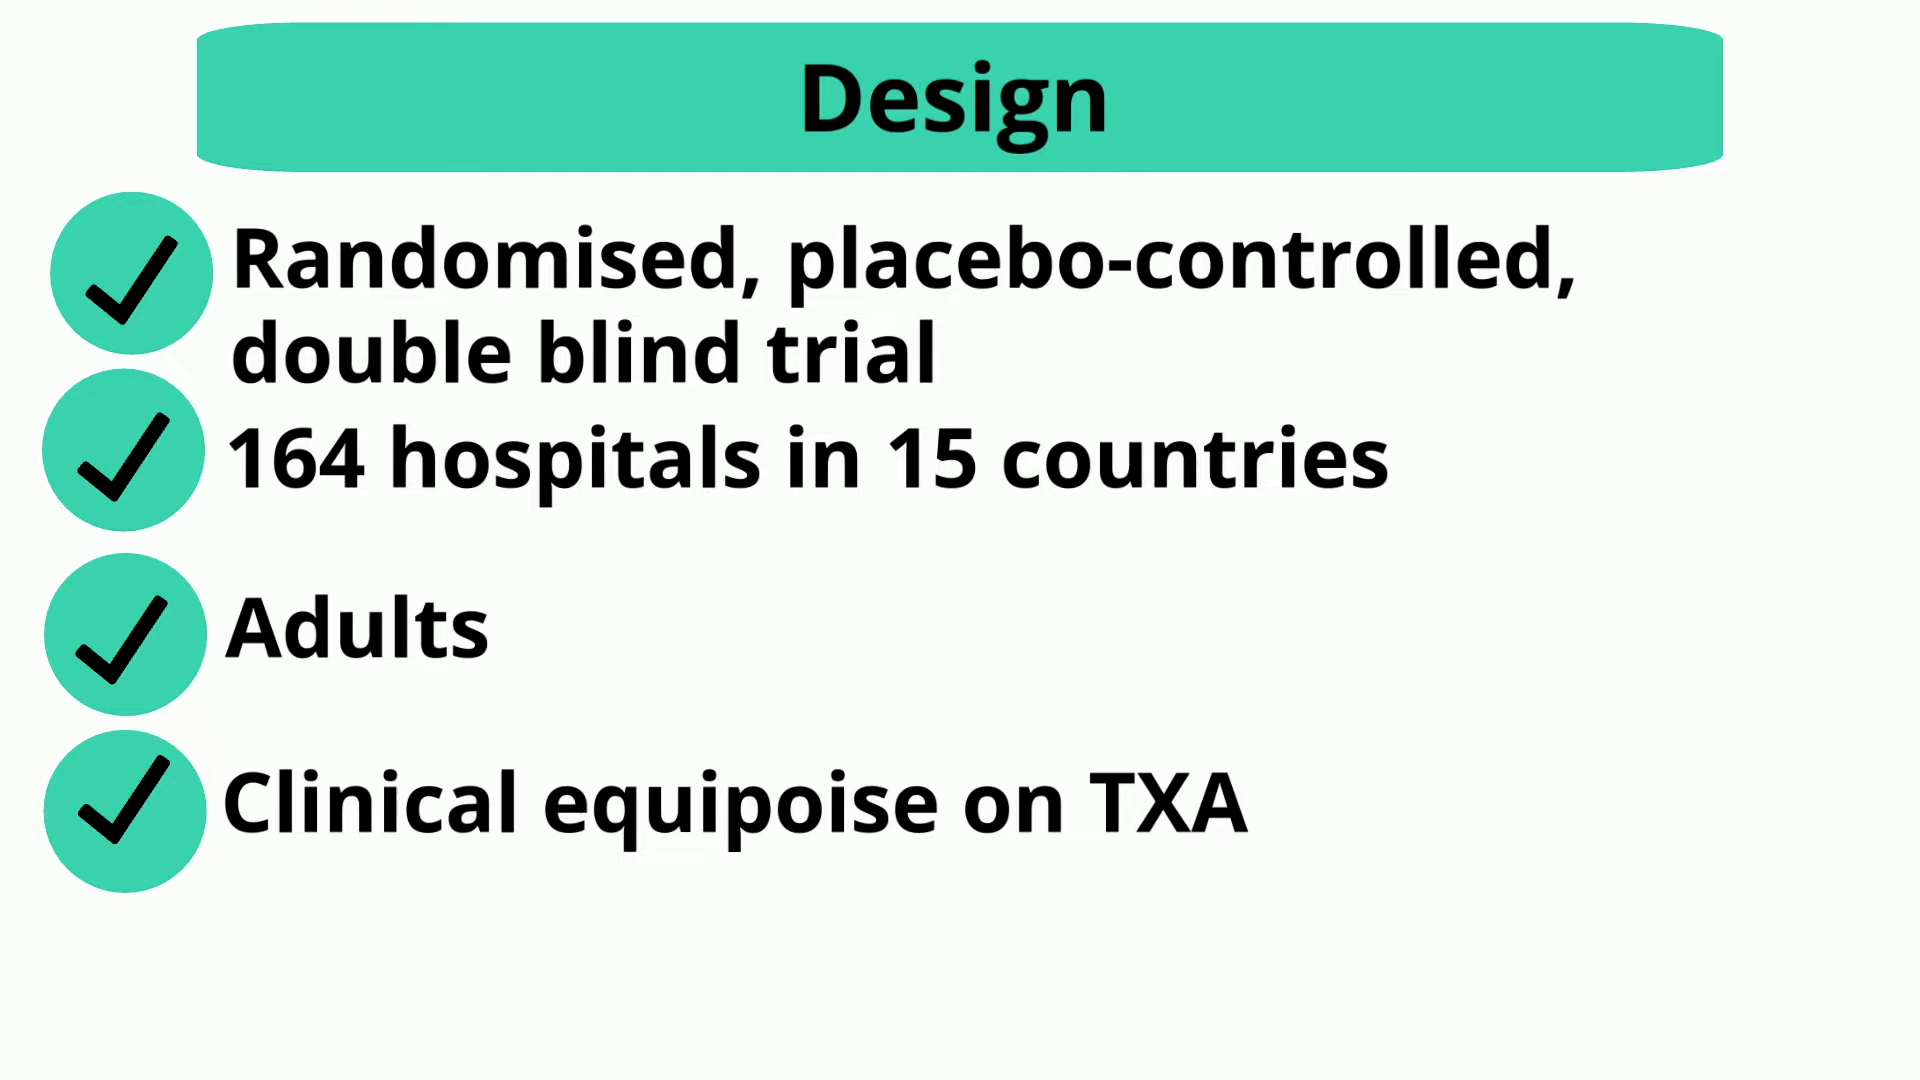 Design
Randomised, placebo-controlled,
double blind trial
164 hospitals in 15 countries
Adults
Clinical equipoise on TXA